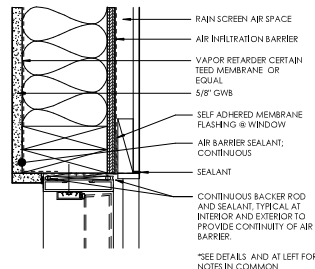 RAIN SCREEN AIR SPACE
AIR INFILTRATION BARRIER
VAPOR RETARDER CERTAIN
TEED MEMBRANE OR
EQUAL
5/8" GWB
SELF ADHERED MEMBRANE
FLASHING @ WINDOW
AIR BARRIER SEALANT;
CONTINUOUS
SEALANT
CONTINUOUS BACKER ROD
AND SEALANT. TYPICAL AT
INTERIOR AND EXTERIOR TO
PROVIDE CONTINUITY OF AIR
BARRIER.
*SEE DETAILS AND AT LEFT FOR
NOTES IN COMMON